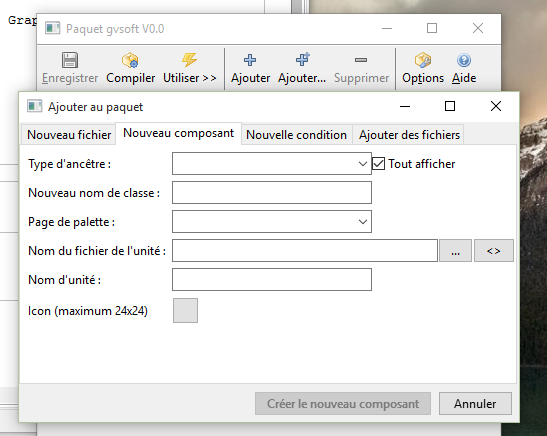 Grap
Paquet gvsoft V0.0
Enregistrer Compiler Utiliser >> Ajouter Ajouter... Supprimer Options Aide
Ajouter au paquet
Nouveau fichier Nouveau composant Nouvelle condition Ajouter des fichiers
Type d'ancêtre : Tout afficher
Nouveau nom de classe :
Page de palette :
Nom du fichier de l'unité : ... <>
Nom d'unité :
Icon (maximum 24x24)
Créer le nouveau composant Annuler